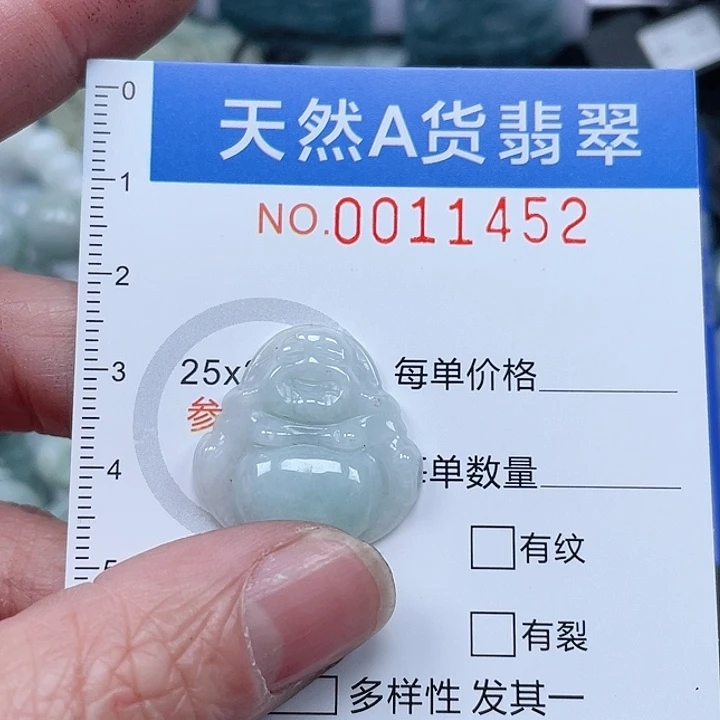 0
天然A货翡翠
1
NO.0011452
2
3
25x
每单价格
参
4
单数量
有纹
有裂
多样性 发其一